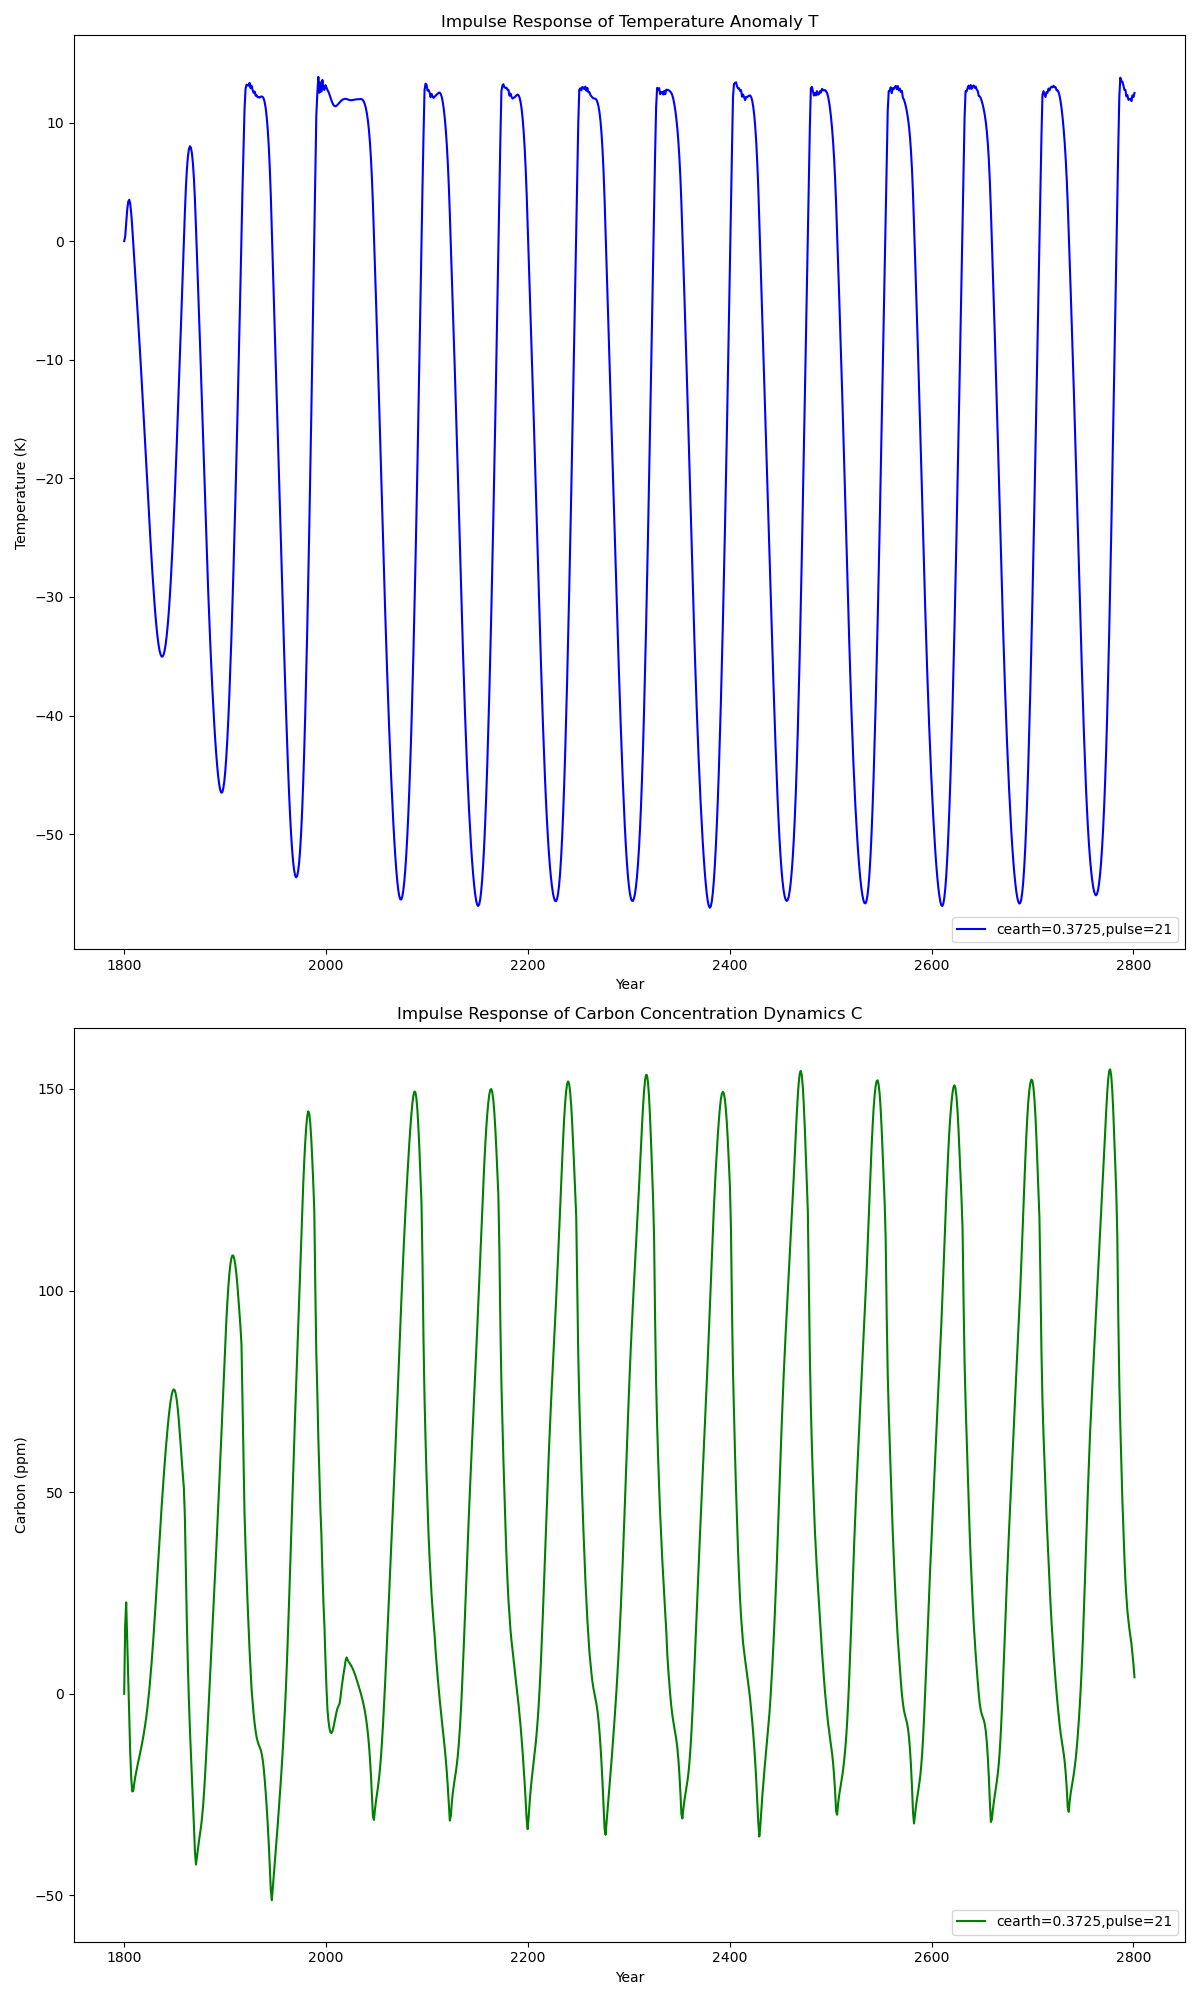 Impulse Response of Temperature Anomaly T
Temperature (K)
10
0
−10
−20
−30
−40
−50
cearth=0.3725,pulse=21
1800 2000 2200 2400 2600 2800
Year
Impulse Response of Carbon Concentration Dynamics C
Carbon (ppm)
150
100
50
0
−50
cearth=0.3725,pulse=21
1800 2000 2200 2400 2600 2800
Year